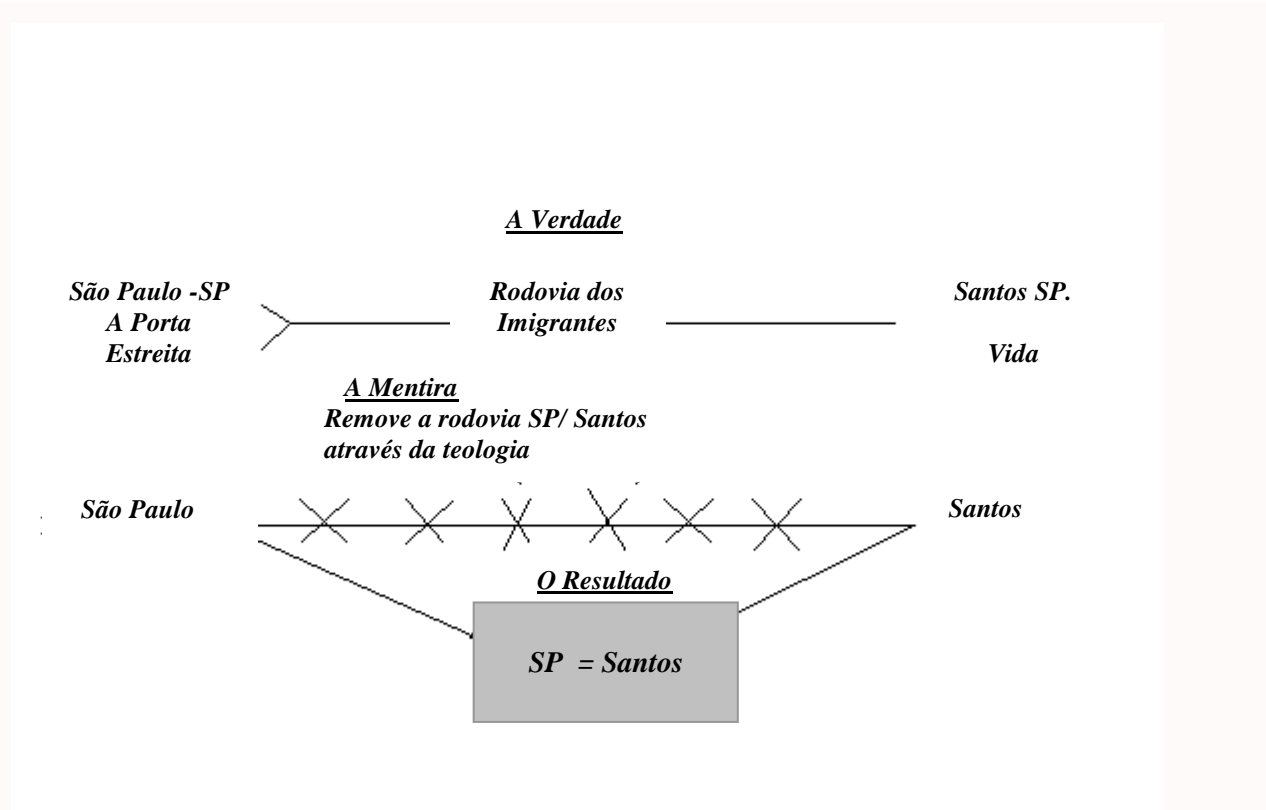 A Verdade
São Paulo -SP
A Porta
Estreita
Rodovia dos
Imigrantes
Santos SP.
Vida
A Mentira
Remove a rodovia SP/ Santos
através da teologia
São Paulo
Santos
O Resultado
SP = Santos